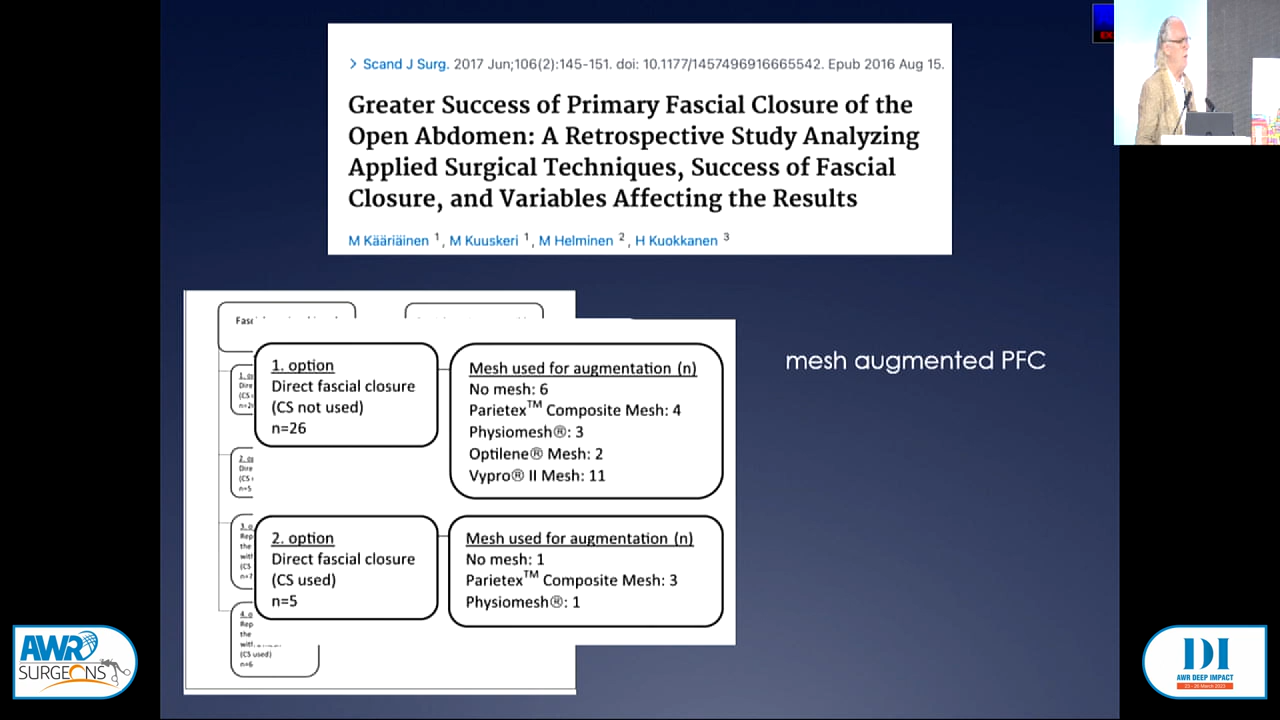 > Scand J Surg. 2017 Jun;106(2):145-151. doi: 10.1177/1457496916665542. Epub 2016 Aug 15.
Greater Success of Primary Fascial Closure of the
Open Abdomen: A Retrospective Study Analyzing
Applied Surgical Techniques, Success of Fascial
Closure, and Variables Affecting the Results
M Kääriäinen 1, M Kuuskeri 1, M Helminen 2, H Kuokkanen 3
mesh augmented PFC
1. option
Direct fascial closure
(CS not used)
n=26
Mesh used for augmentation (n)
No mesh: 6
Parietex™ Composite Mesh: 4
Physiomesh®: 3
Optilene® Mesh: 2
Vypro® II Mesh: 11
2. option
Direct fascial closure
(CS used)
n=5
Mesh used for augmentation (n)
No mesh: 1
Parietex™ Composite Mesh: 3
Physiomesh®: 1
(CS used)
n=6
AWR
SURGEONS
DI
AWR DEEP IMPACT